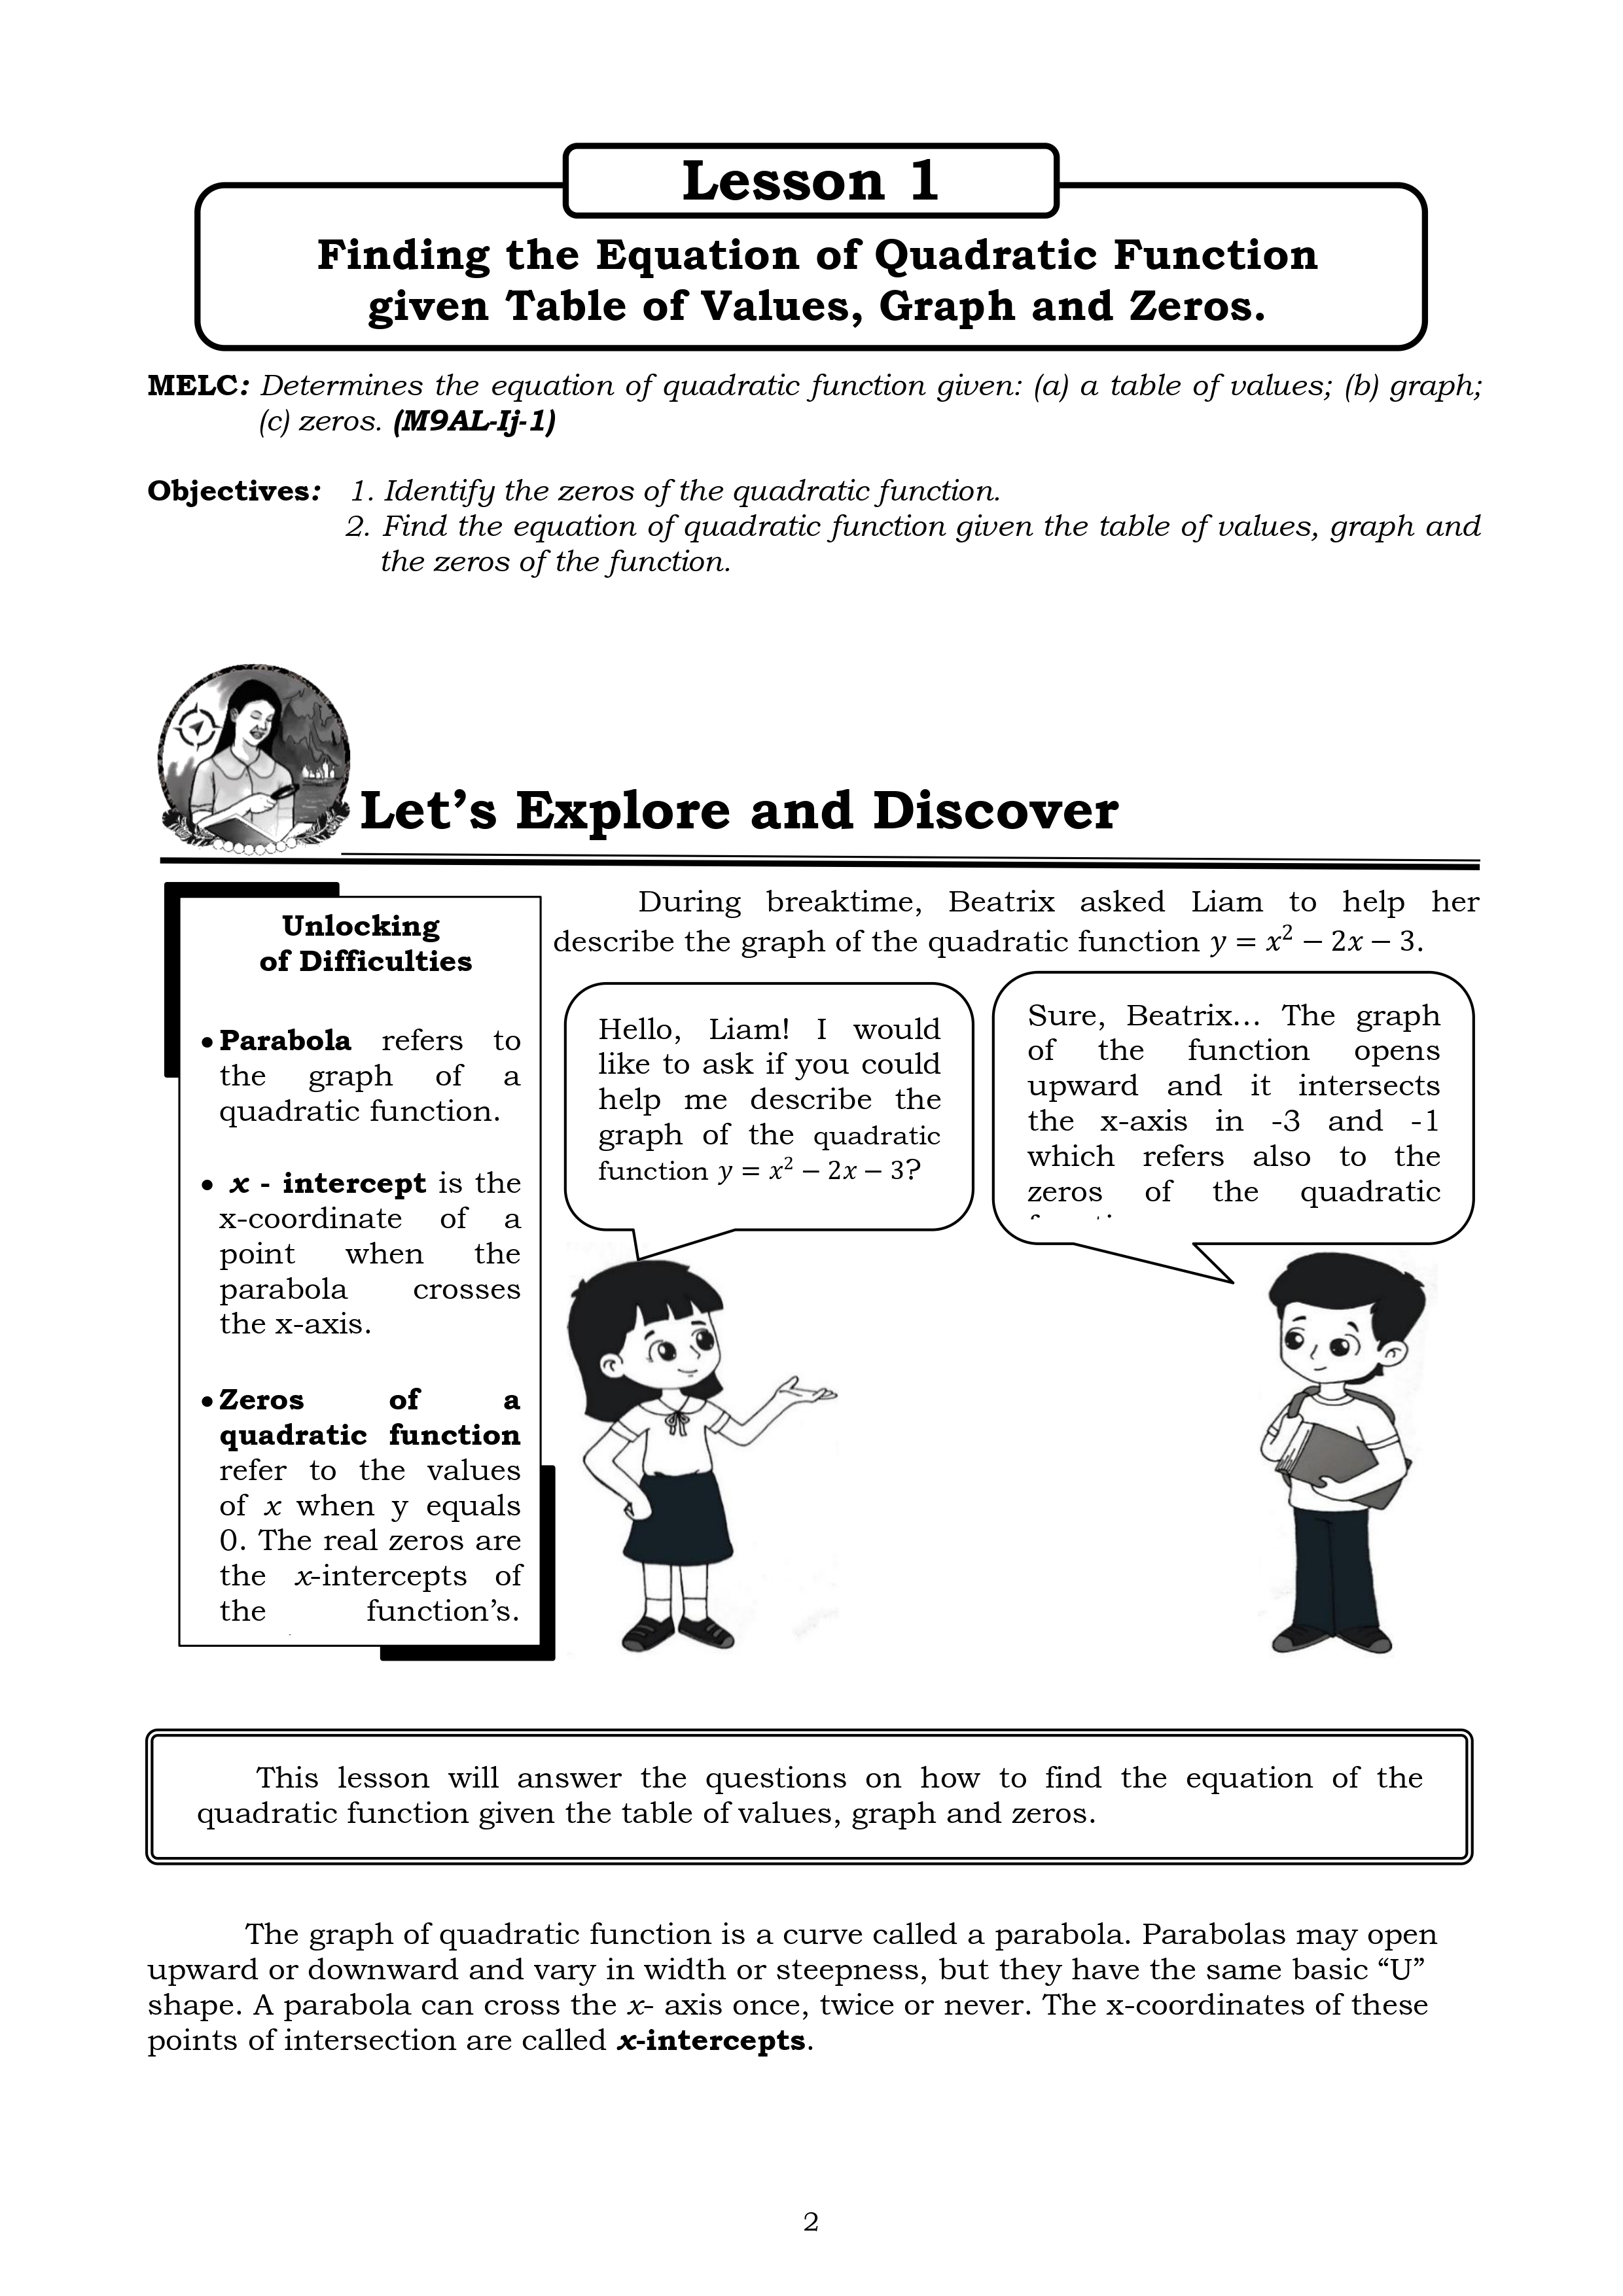 Lesson 1
Finding the Equation of Quadratic Function
given Table of Values, Graph and Zeros.
MELC: Determines the equation of quadratic function given: (a) a table of values; (b) graph;
(c) zeros. (M9AL-Ij-1)
Objectives: 1. Identify the zeros of the quadratic function.
2. Find the equation of quadratic function given the table of values, graph and
the zeros of the function.
Let’s Explore and Discover
Unlocking
of Difficulties
• Parabola refers to
the graph of a
quadratic function.
• x - intercept is the
x-coordinate of a
point when the
parabola crosses
the x-axis.
• Zeros of a
quadratic function
refer to the values
of x when y equals
0. The real zeros are
the x-intercepts of
the function’s.
During breaktime, Beatrix asked Liam to help her
describe the graph of the quadratic function y = x² − 2x − 3.
Hello, Liam! I would
like to ask if you could
help me describe the
graph of the quadratic
function y = x² − 2x − 3?
Sure, Beatrix... The graph
of the function opens
upward and it intersects
the x-axis in -3 and -1
which refers also to the
zeros of the quadratic
This lesson will answer the questions on how to find the equation of the
quadratic function given the table of values, graph and zeros.
The graph of quadratic function is a curve called a parabola. Parabolas may open
upward or downward and vary in width or steepness, but they have the same basic “U”
shape. A parabola can cross the x- axis once, twice or never. The x-coordinates of these
points of intersection are called x-intercepts.
2